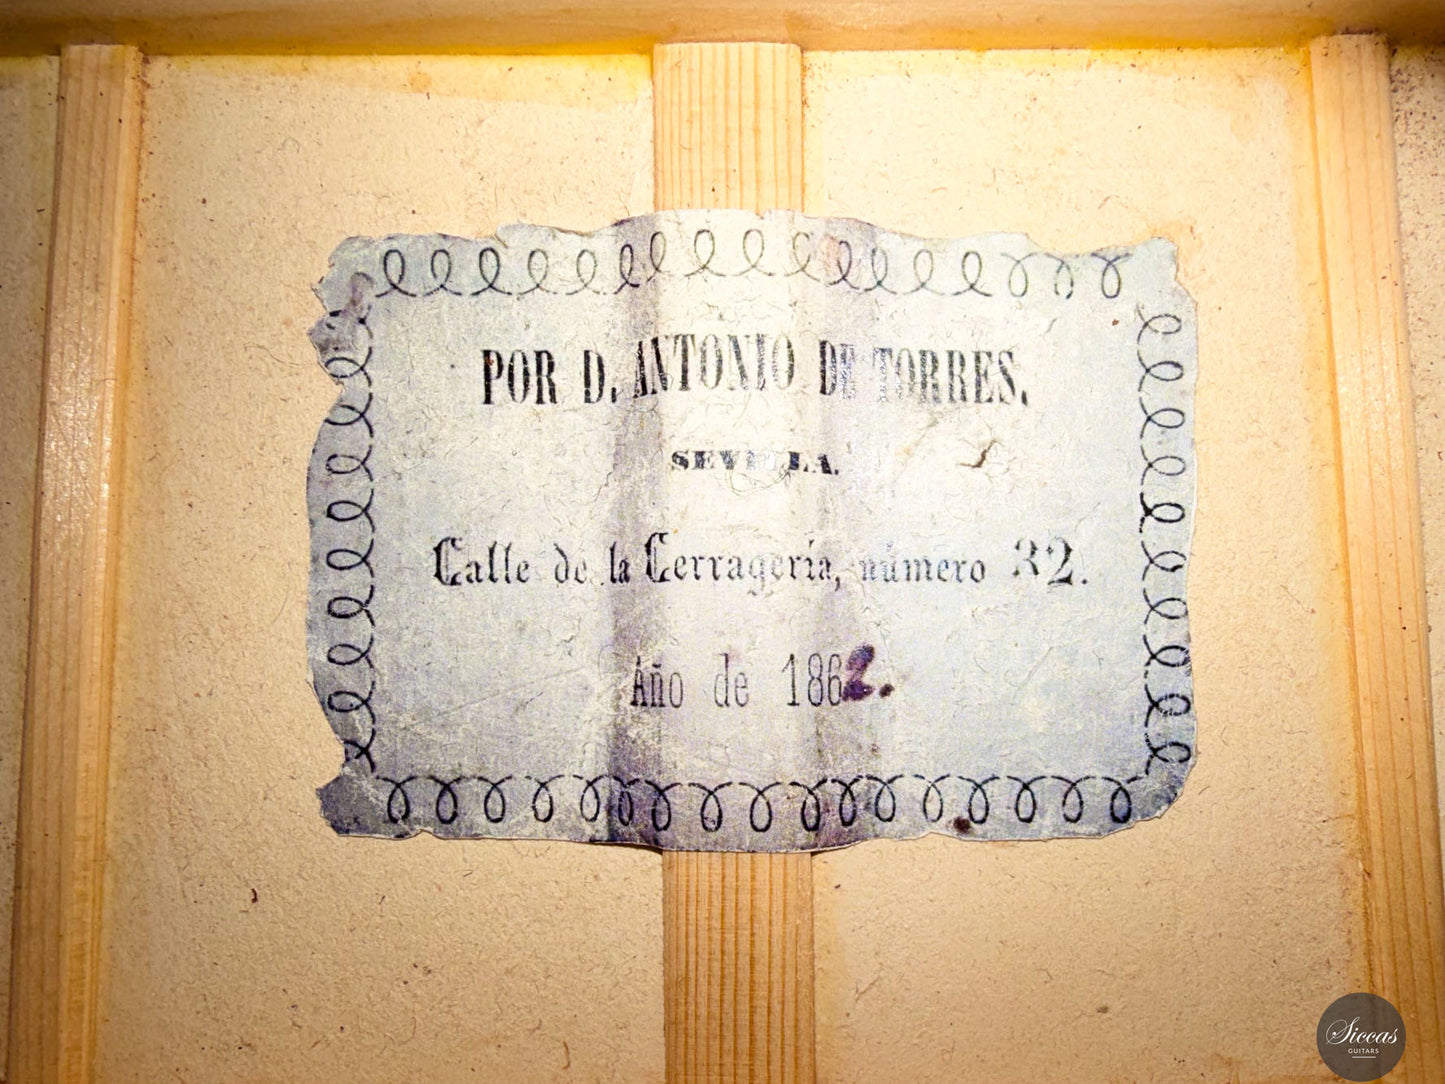 POR D. ANTONIO DE TORRES.
SEVILLA.
Calle de la Cerragería, número 32.
Año de 1862.
Siccas
GUITARS